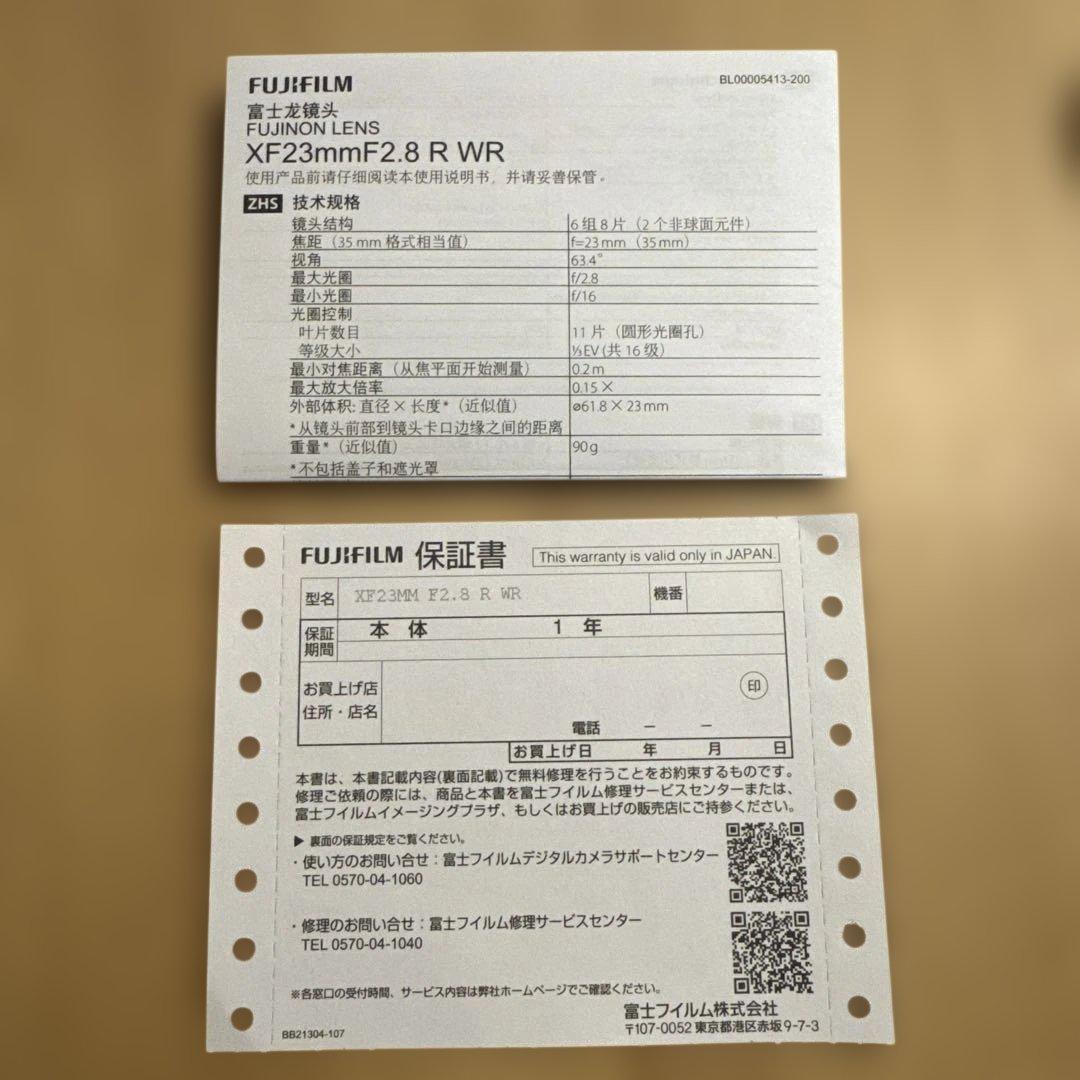 FUJIFILM
BL00005413-200
富士龙镜头
FUJINON LENS
XF23mmF2.8 R WR
使用产品前请仔细阅读本使用说明书，并请妥善保管。
ZHS 技术规格
镜头结构 6组8片（2个非球面元件）
焦距（35 mm 格式相当值） f=23mm（35mm）
视角 63.4°
最大光圈 f/2.8
最小光圈 f/16
光圈控制
叶片数目 11片（圆形光圈孔）
等级大小 ⅓EV(共16级）
最小对焦距离（从焦平面开始测量） 0.2m
最大放大倍率 0.15×
外部体积: 直径×长度*（近似值） ø61.8×23mm
*从镜头前部到镜头卡口边缘之间的距离
重量*（近似值） 90g
*不包括盖子和遮光罩
FUJIFILM 保証書 This warranty is valid only in JAPAN.
型名 XF23MM F2.8 R WR 機番
保証期間 本体 1年
お買上げ店
住所・店名
印
電話 － －
お買上げ日 年 月 日
本書は、本書記載内容(裏面記載)で無料修理を行うことをお約束するものです。
修理ご依頼の際には、商品と本書を富士フイルム修理サービスセンターまたは、
富士フイルムイメージングプラザ、もしくはお買上げの販売店にご持参ください。
▶ 裏面の保証規定をご覧ください。
・使い方のお問い合せ：富士フイルムデジタルカメラサポートセンター
TEL 0570-04-1060
・修理のお問い合せ：富士フイルム修理サービスセンター
TEL 0570-04-1040
※各窓口の受付時間、サービス内容は弊社ホームページでご確認ください。
富士フイルム株式会社
〒107-0052 東京都港区赤坂9-7-3
BB21304-107